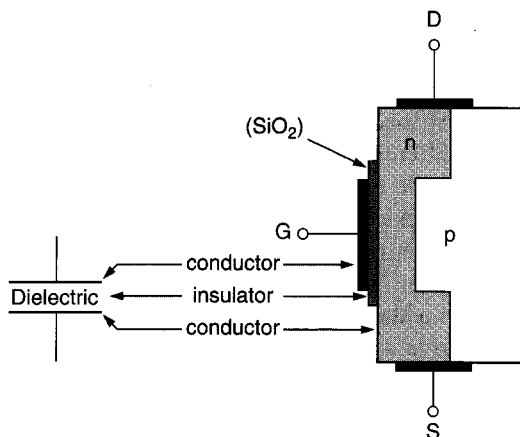 D
n
(SiO₂)
G
p
conductor
Dielectric
insulator
conductor
S